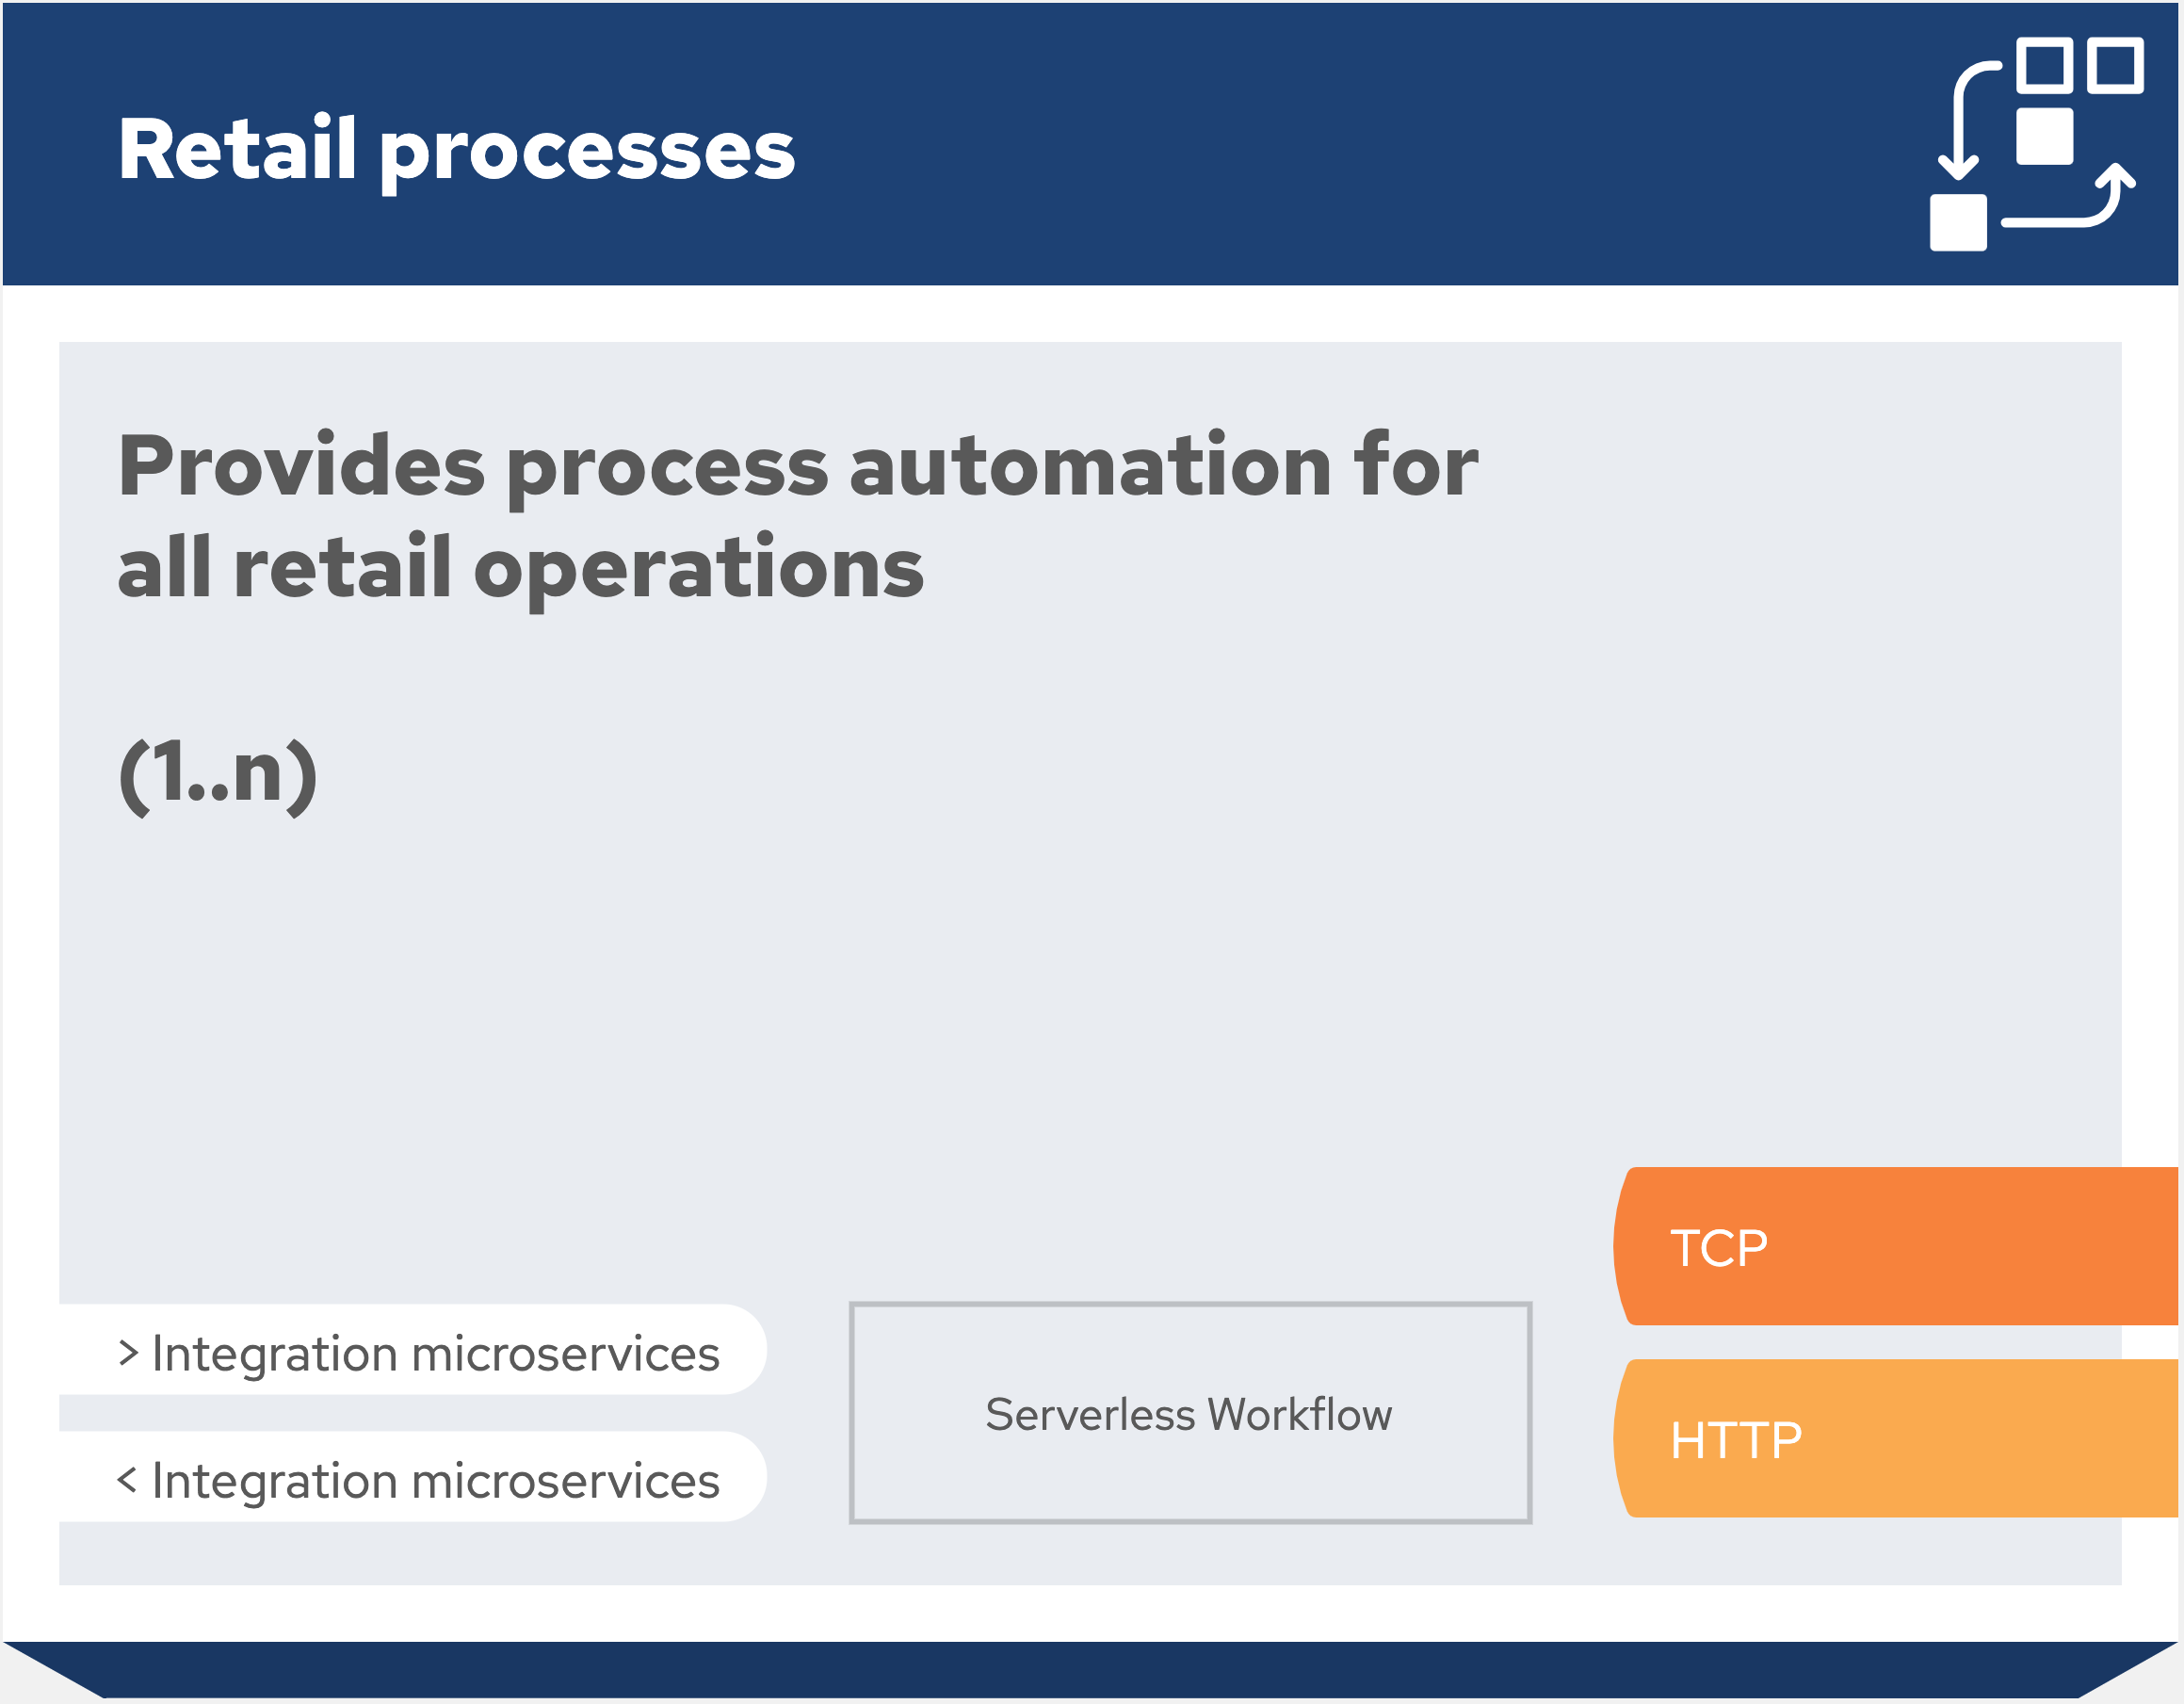 Retail processes
Provides process automation for
all retail operations
(1..n)
> Integration microservices
< Integration microservices
Serverless Workflow
TCP
HTTP